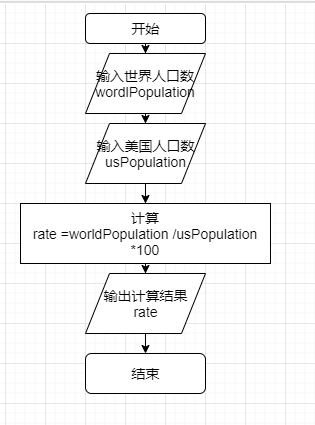 开始
输入世界人口数
wordlPopulation
输入美国人口数
usPopulation
计算
rate =worldPopulation /usPopulation
*100
输出计算结果
rate
结束